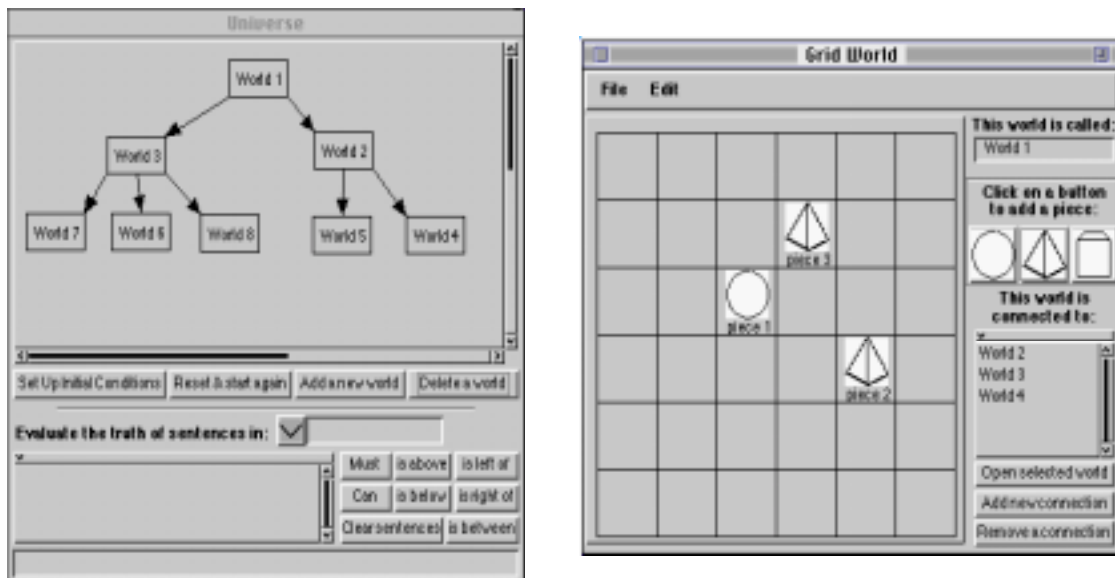 Universe
World 1
World 3
World 2
World 7
World 6
World 8
World 5
World 4
Set Up Initial Conditions
Reset & start again
Add a new world
Delete a world
Evaluate the truth of sentences in:
Must
is above
is left of
Can
is below
is right of
Clear sentences
is between
Grid World
File Edit
piece 3
piece 1
piece 2
This world is called:
World 1
Click on a button
to add a piece:
This world is
connected to:
World 2
World 3
World 4
Open selected world
Add new connection
Remove a connection